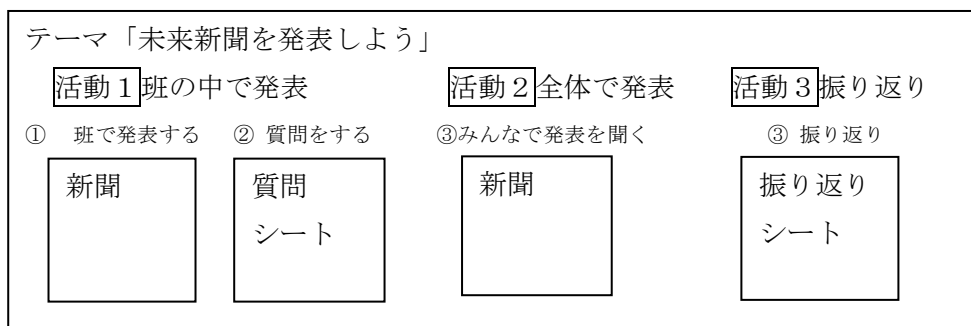 テーマ「未来新聞を発表しよう」
活動１班の中で発表 活動２全体で発表 活動３振り返り
① 班で発表する ② 質問をする ③みんなで発表を聞く ③ 振り返り
新聞 質問 新聞 振り返り
シート シート